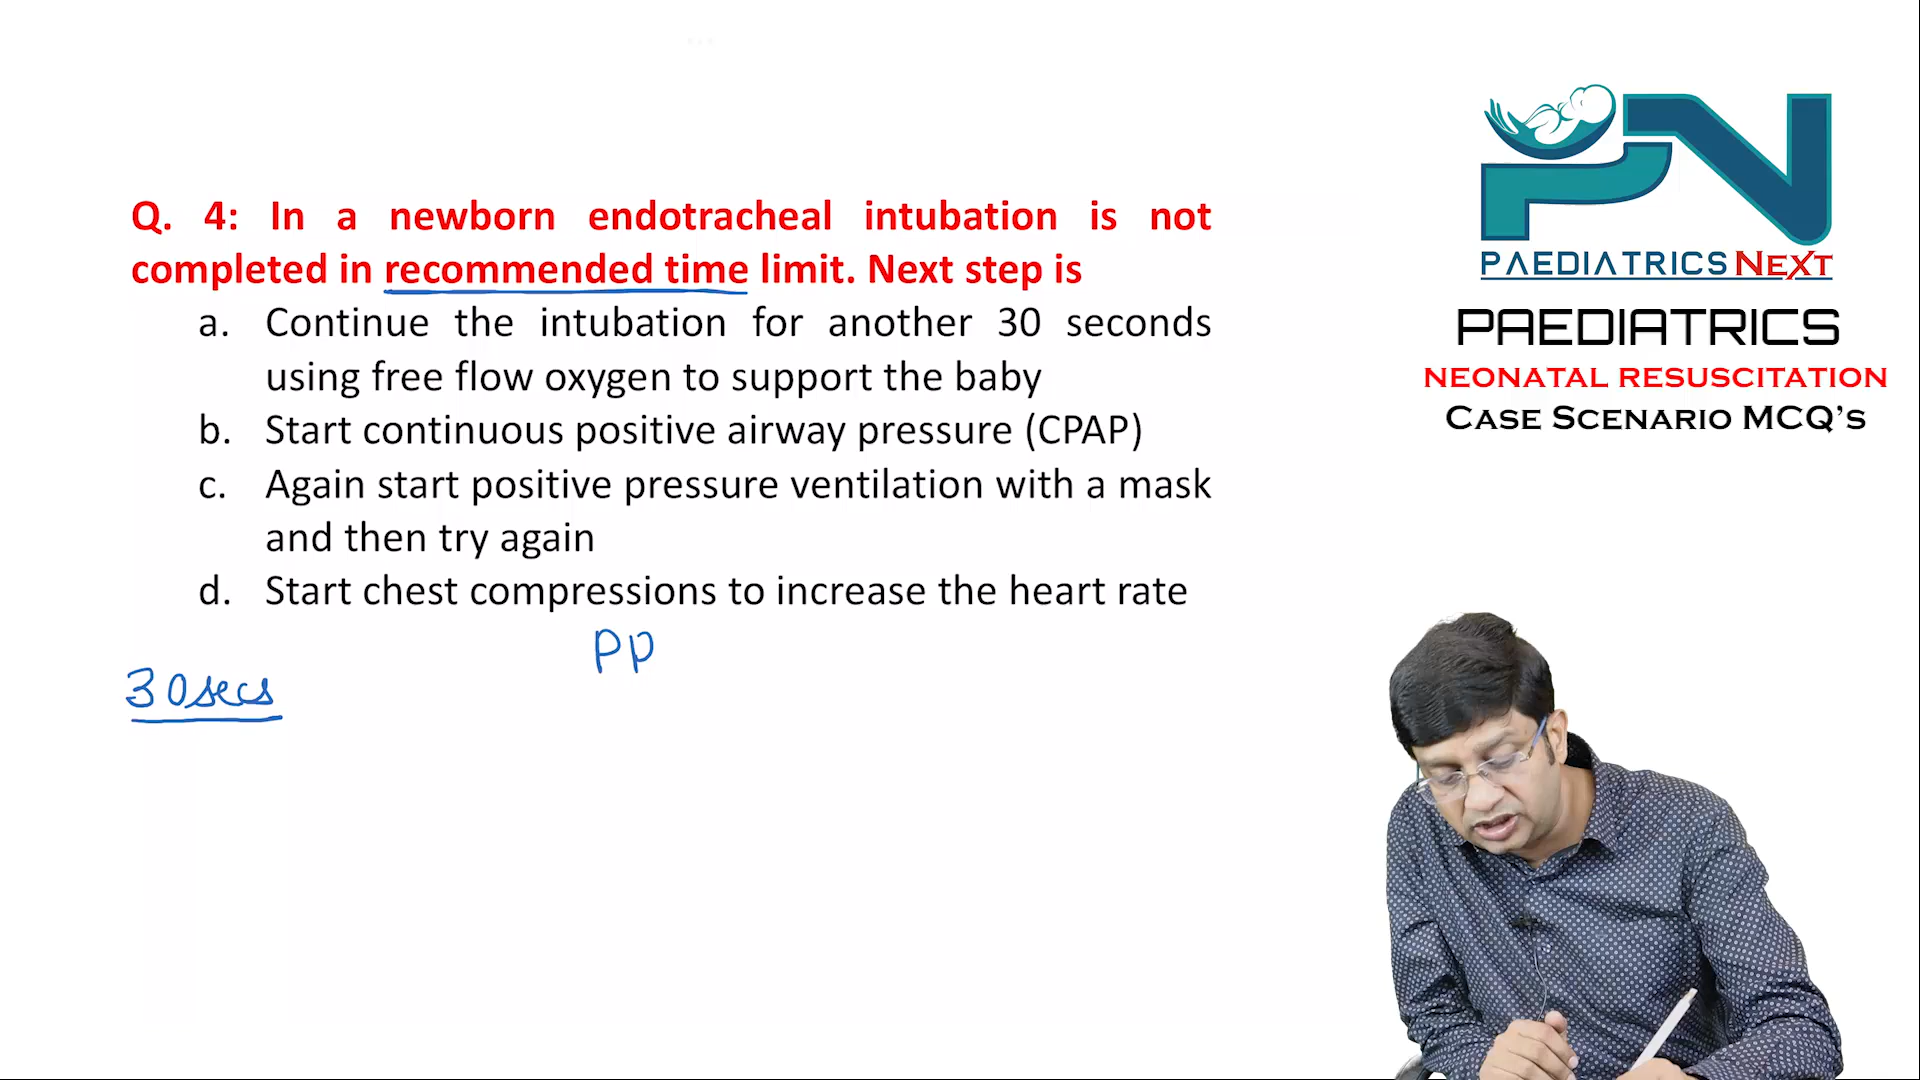 Q. 4: In a newborn endotracheal intubation is not
completed in recommended time limit. Next step is
a. Continue the intubation for another 30 seconds
using free flow oxygen to support the baby
b. Start continuous positive airway pressure (CPAP)
c. Again start positive pressure ventilation with a mask
and then try again
d. Start chest compressions to increase the heart rate
PP
30secs
PN
PAEDIATRICS NEXT
PAEDIATRICS
NEONATAL RESUSCITATION
CASE SCENARIO MCQ'S